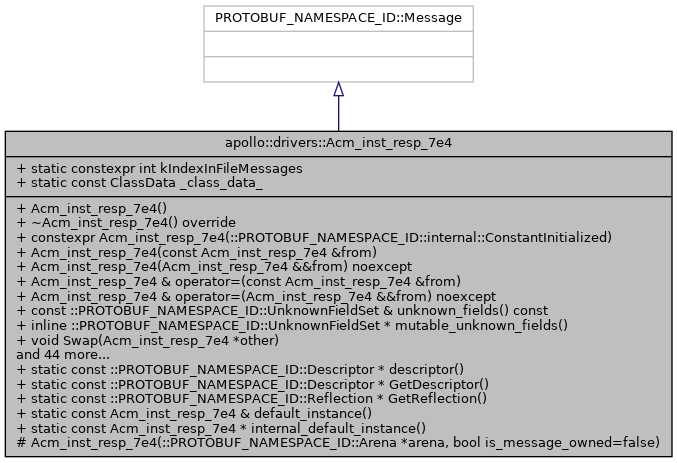 PROTOBUF_NAMESPACE_ID::Message
apollo::drivers::Acm_inst_resp_7e4
+ static constexpr int kIndexInFileMessages
+ static const ClassData _class_data_
+ Acm_inst_resp_7e4()
+ ~Acm_inst_resp_7e4() override
+ constexpr Acm_inst_resp_7e4(::PROTOBUF_NAMESPACE_ID::internal::ConstantInitialized)
+ Acm_inst_resp_7e4(const Acm_inst_resp_7e4 &from)
+ Acm_inst_resp_7e4(Acm_inst_resp_7e4 &&from) noexcept
+ Acm_inst_resp_7e4 & operator=(const Acm_inst_resp_7e4 &from)
+ Acm_inst_resp_7e4 & operator=(Acm_inst_resp_7e4 &&from) noexcept
+ const ::PROTOBUF_NAMESPACE_ID::UnknownFieldSet & unknown_fields() const
+ inline ::PROTOBUF_NAMESPACE_ID::UnknownFieldSet * mutable_unknown_fields()
+ void Swap(Acm_inst_resp_7e4 *other)
and 44 more...
+ static const ::PROTOBUF_NAMESPACE_ID::Descriptor * descriptor()
+ static const ::PROTOBUF_NAMESPACE_ID::Descriptor * GetDescriptor()
+ static const ::PROTOBUF_NAMESPACE_ID::Reflection * GetReflection()
+ static const Acm_inst_resp_7e4 & default_instance()
+ static const Acm_inst_resp_7e4 * internal_default_instance()
# Acm_inst_resp_7e4(::PROTOBUF_NAMESPACE_ID::Arena *arena, bool is_message_owned=false)